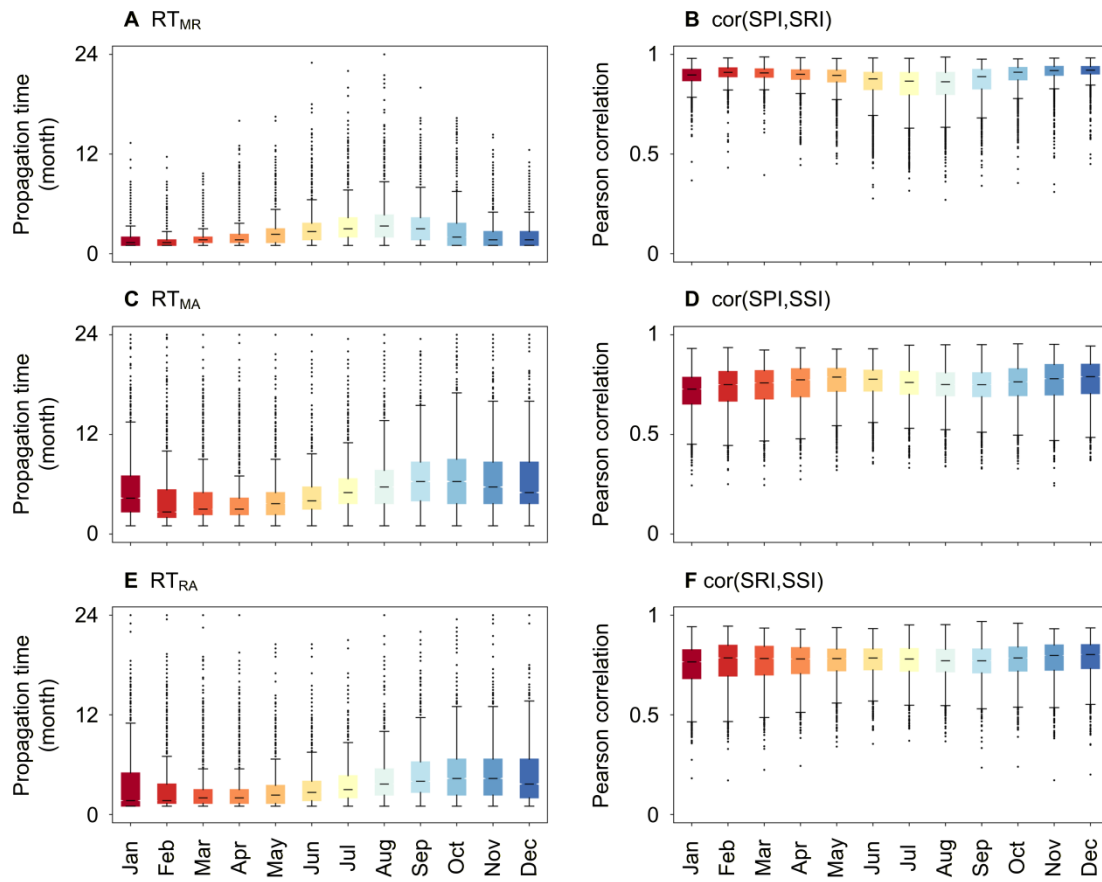 A RT_MR
B cor(SPI,SRI)
24
12
0
Propagation time
(month)
1
0.5
0
Pearson correlation
C RT_MA
D cor(SPI,SSI)
24
12
0
Propagation time
(month)
1
0.5
0
Pearson correlation
E RT_RA
F cor(SRI,SSI)
24
12
0
Propagation time
(month)
1
0.5
0
Pearson correlation
Jan Feb Mar Apr May Jun Jul Aug Sep Oct Nov Dec
Jan Feb Mar Apr May Jun Jul Aug Sep Oct Nov Dec